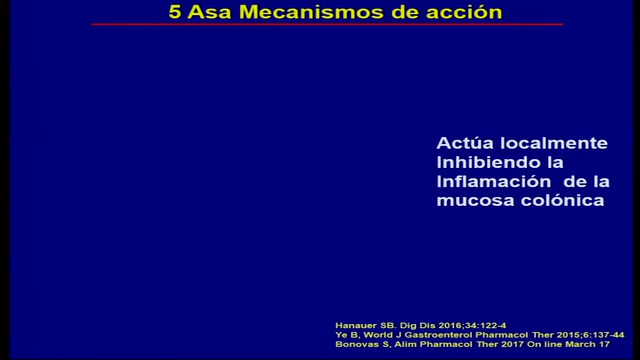 5 Asa Mecanismos de acción
Actúa localmente
Inhibiendo la
Inflamación de la
mucosa colónica
Hanauer SB. Dig Dis 2016;34:122-4
Ye B, World J Gastroenterol Pharmacol Ther 2015;6:137-44
Bonovas S, Alim Pharmacol Ther 2017 On line March 17